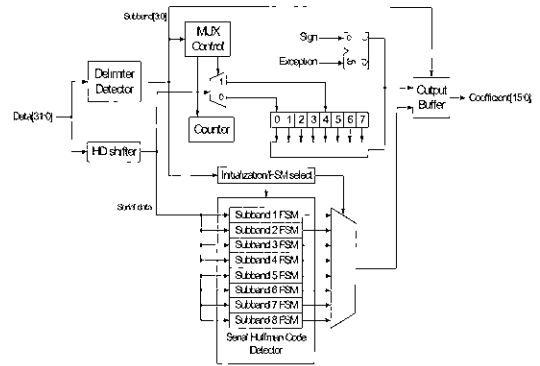 Subband[3:0]
MUX
Control
Sign
Exception
Delimiter
Detector
1
0
Output
Buffer
Coefficient[15:0]
Data[31:0]
Counter
0 1 2 3 4 5 6 7
HD shifter
Initialization/FSM select
Serial data
Subband 1 FSM
Subband 2 FSM
Subband 3 FSM
Subband 4 FSM
Subband 5 FSM
Subband 6 FSM
Subband 7 FSM
Subband 8 FSM
Serial Huffman Code
Detector